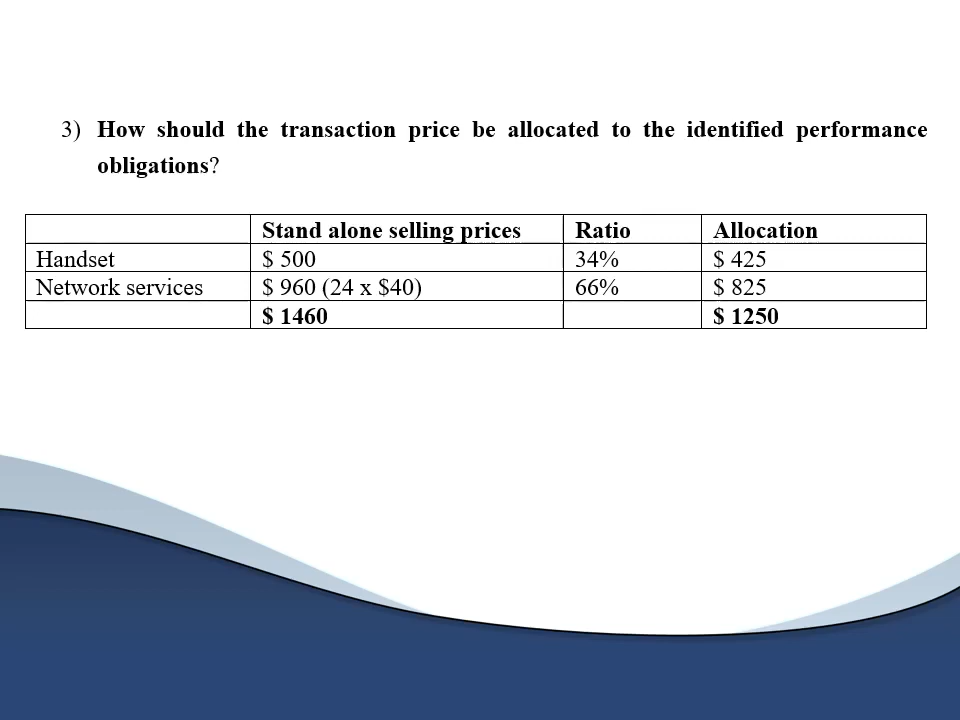 3) How should the transaction price be allocated to the identified performance
obligations?
Stand alone selling prices Ratio Allocation
Handset $ 500 34% $ 425
Network services $ 960 (24 x $40) 66% $ 825
$ 1460 $ 1250